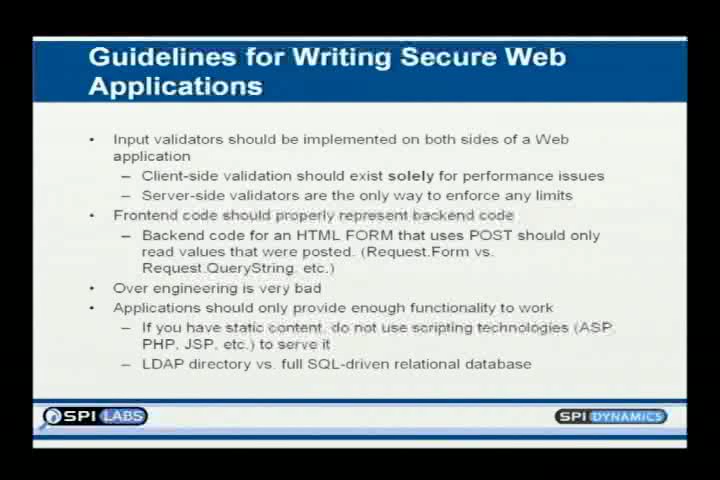 Guidelines for Writing Secure Web
Applications
• Input validators should be implemented on both sides of a Web
application
– Client-side validation should exist solely for performance issues
– Server-side validators are the only way to enforce any limits
• Frontend code should properly represent backend code
– Backend code for an HTML FORM that uses POST should only
read values that were posted. (Request.Form vs.
Request.QueryString, etc.)
• Over engineering is very bad
• Applications should only provide enough functionality to work
– If you have static content, do not use scripting technologies (ASP
PHP, JSP, etc.) to serve it
– LDAP directory vs. full SQL-driven relational database
SPI LABS
SPI DYNAMICS